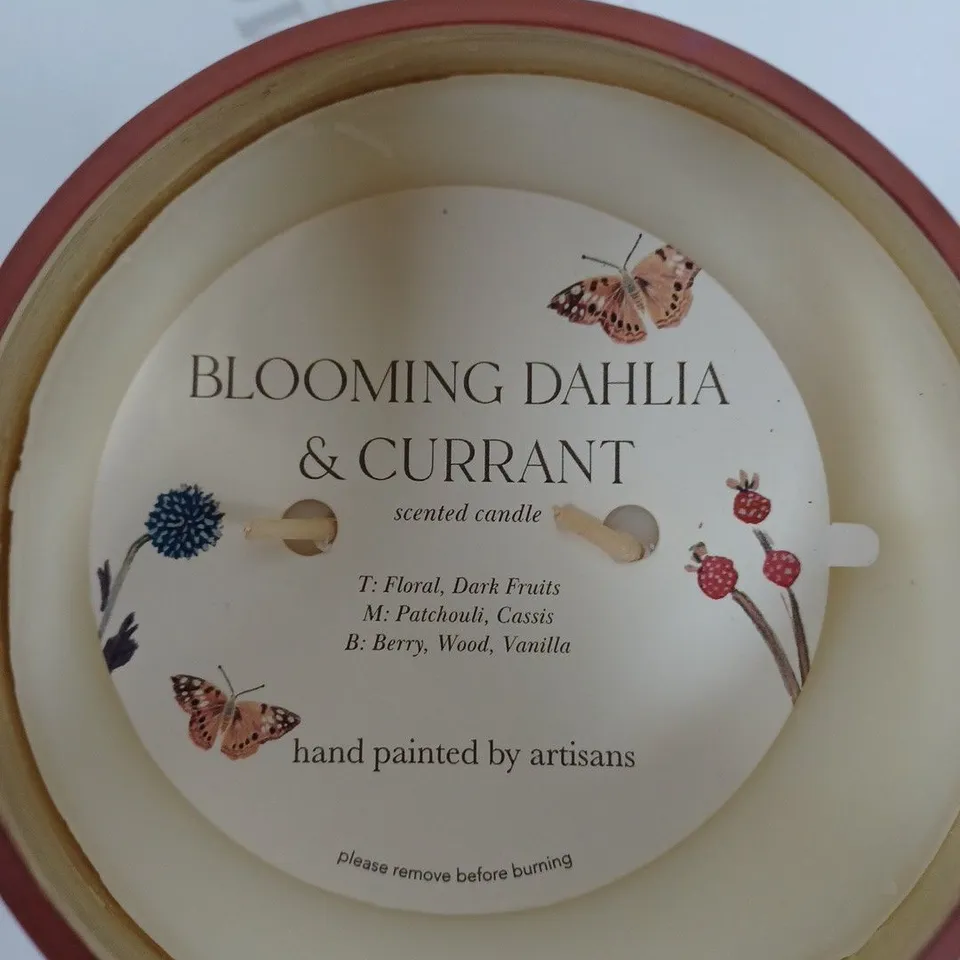 BLOOMING DAHLIA
& CURRANT
scented candle
T: Floral, Dark Fruits
M: Patchouli, Cassis
B: Berry, Wood, Vanilla
hand painted by artisans
please remove before burning